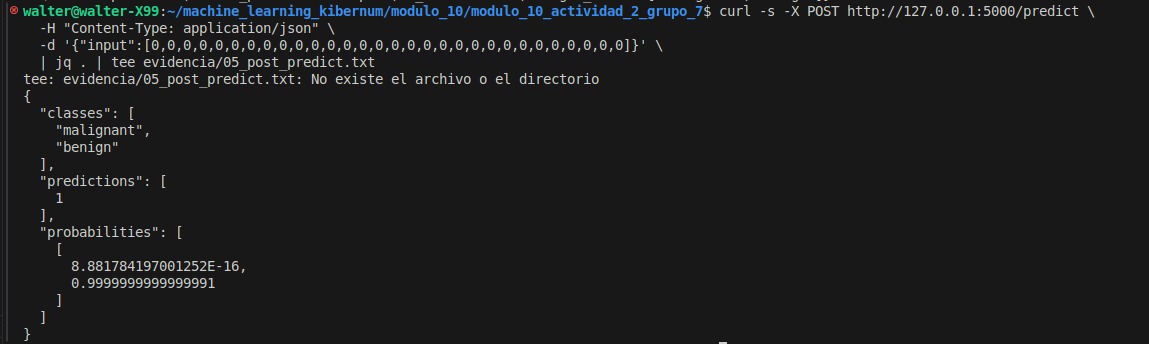 walter@walter-X99:~/machine_learning_kibernum/modulo_10/modulo_10_actividad_2_grupo_7$ curl -s -X POST http://127.0.0.1:5000/predict \
-H "Content-Type: application/json" \
-d '{"input":[0,0,0,0,0,0,0,0,0,0,0,0,0,0,0,0,0,0,0,0,0,0,0,0,0,0,0,0,0,0]}' \
| jq . | tee evidencia/05_post_predict.txt
tee: evidencia/05_post_predict.txt: No existe el archivo o el directorio
{
"classes": [
"malignant",
"benign"
],
"predictions": [
1
],
"probabilities": [
[
8.881784197001252E-16,
0.9999999999999991
]
]
}